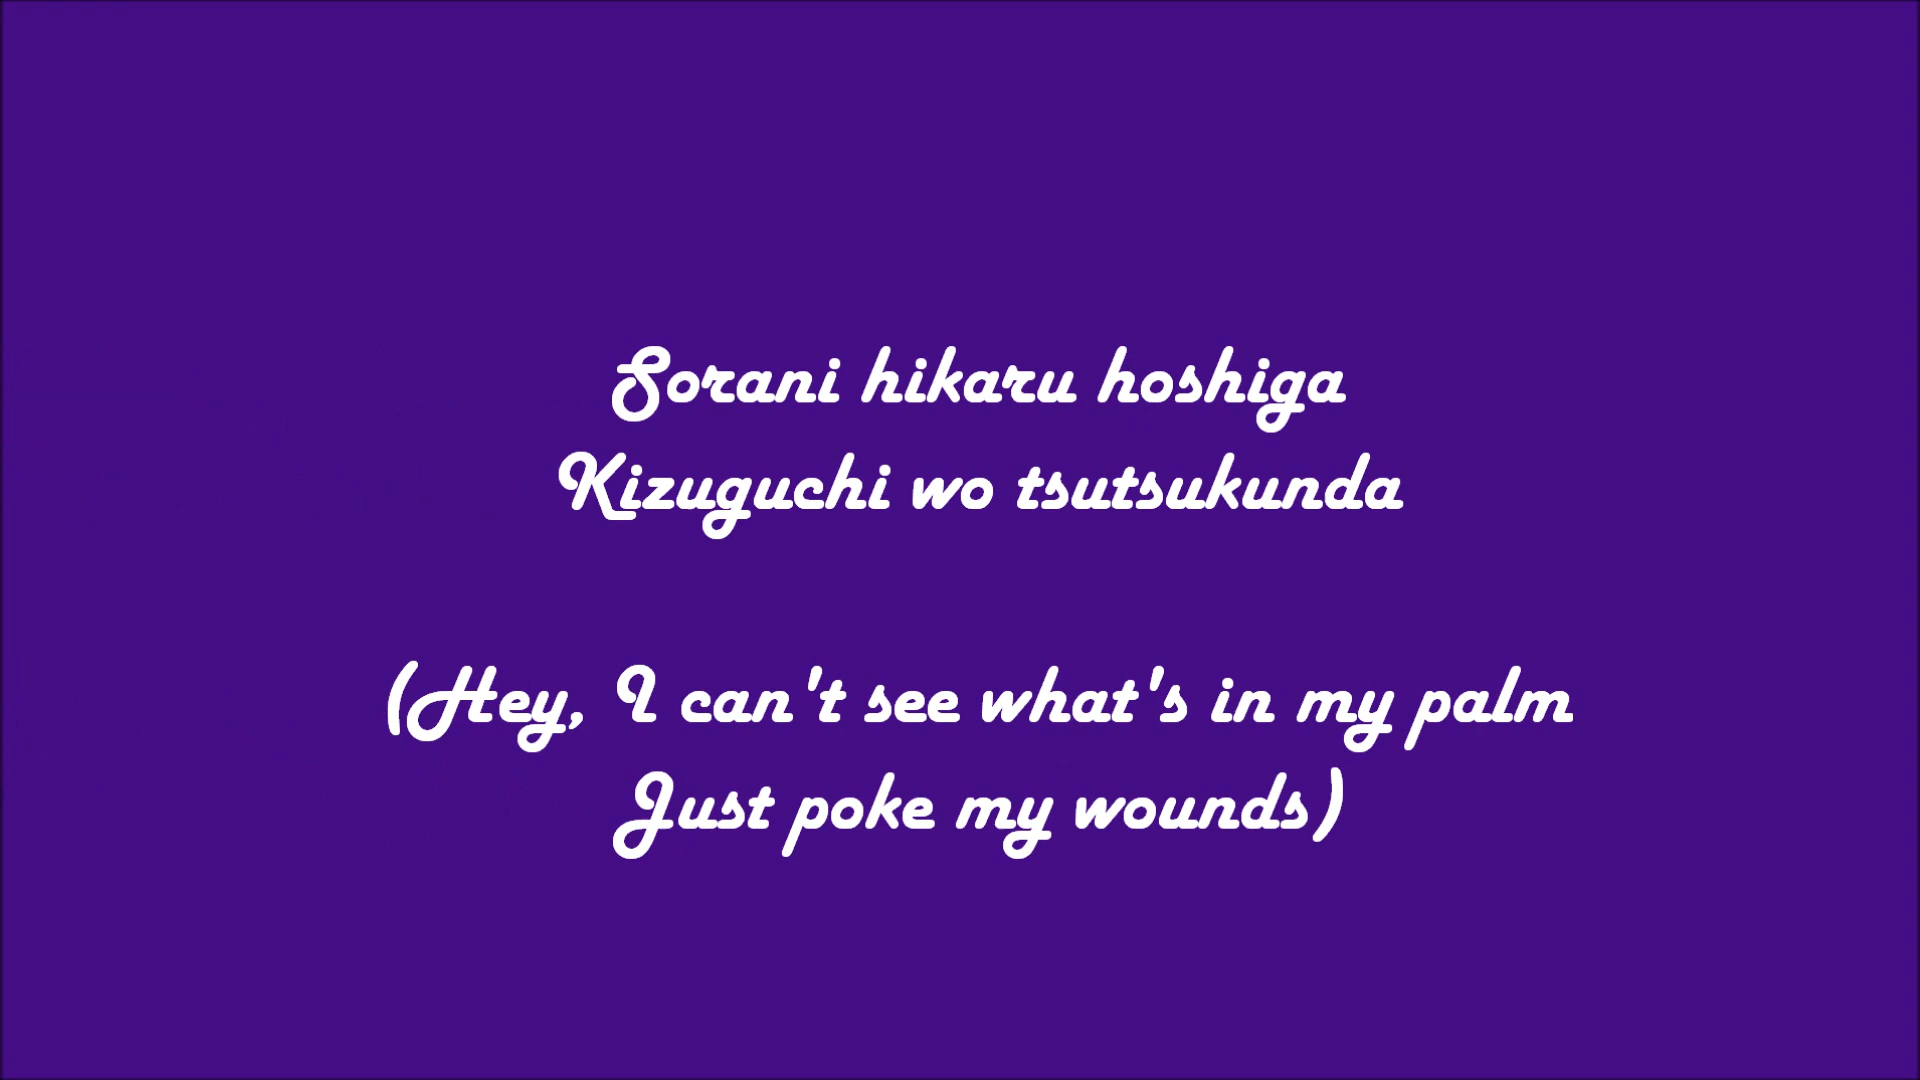 Sorani hikaru hoshiga
Kizuguchi wo tsutsukunda
(Hey, I can't see what's in my palm
Just poke my wounds)